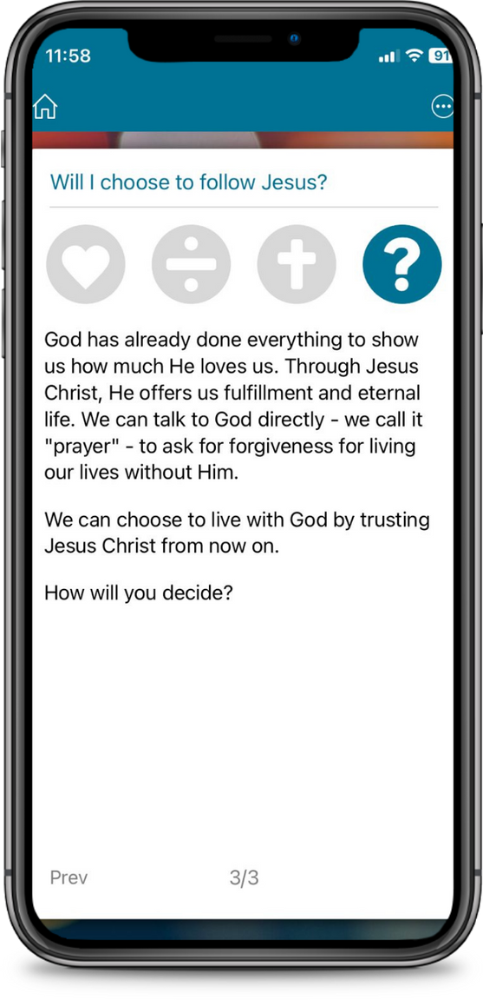 11:58
91
Will I choose to follow Jesus?
God has already done everything to show
us how much He loves us. Through Jesus
Christ, He offers us fulfillment and eternal
life. We can talk to God directly - we call it
"prayer" - to ask for forgiveness for living
our lives without Him.
We can choose to live with God by trusting
Jesus Christ from now on.
How will you decide?
Prev
3/3